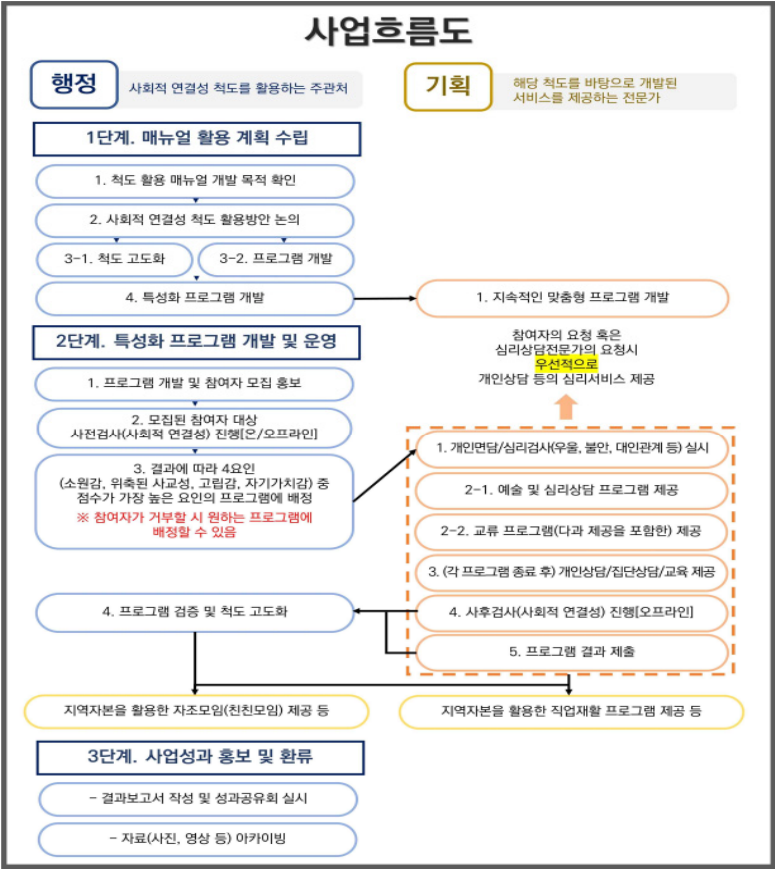 사업흐름도
행정
사회적 연결성 척도를 활용하는 주관처
기획
해당 척도를 바탕으로 개발된
서비스를 제공하는 전문가
1단계. 매뉴얼 활용 계획 수립
1. 척도 활용 매뉴얼 개발 목적 확인
2. 사회적 연결성 척도 활용방안 논의
3-1. 척도 고도화
3-2. 프로그램 개발
4. 특성화 프로그램 개발
1. 지속적인 맞춤형 프로그램 개발
2단계. 특성화 프로그램 개발 및 운영
참여자의 요청 혹은
심리상담전문가의 요청시
우선적으로
개인상담 등의 심리서비스 제공
1. 프로그램 개발 및 참여자 모집 홍보
2. 모집된 참여자 대상
사전검사(사회적 연결성) 진행[온/오프라인]
3. 결과에 따라 4요인
(소원감, 위축된 사교성, 고립감, 자기가치감) 중
점수가 가장 높은 요인의 프로그램에 배정
※ 참여자가 거부할 시 원하는 프로그램에
배정할 수 있음
1. 개인면담/심리검사(우울, 불안, 대인관계 등) 실시
2-1. 예술 및 심리상담 프로그램 제공
2-2. 교류 프로그램(다과 제공을 포함한) 제공
3. (각 프로그램 종료 후) 개인상담/집단상담/교육 제공
4. 프로그램 검증 및 척도 고도화
4. 사후검사(사회적 연결성) 진행[오프라인]
5. 프로그램 결과 제출
지역자본을 활용한 자조모임(친친모임) 제공 등
지역자본을 활용한 직업재활 프로그램 제공 등
3단계. 사업성과 홍보 및 환류
- 결과보고서 작성 및 성과공유회 실시
- 자료(사진, 영상 등) 아카이빙